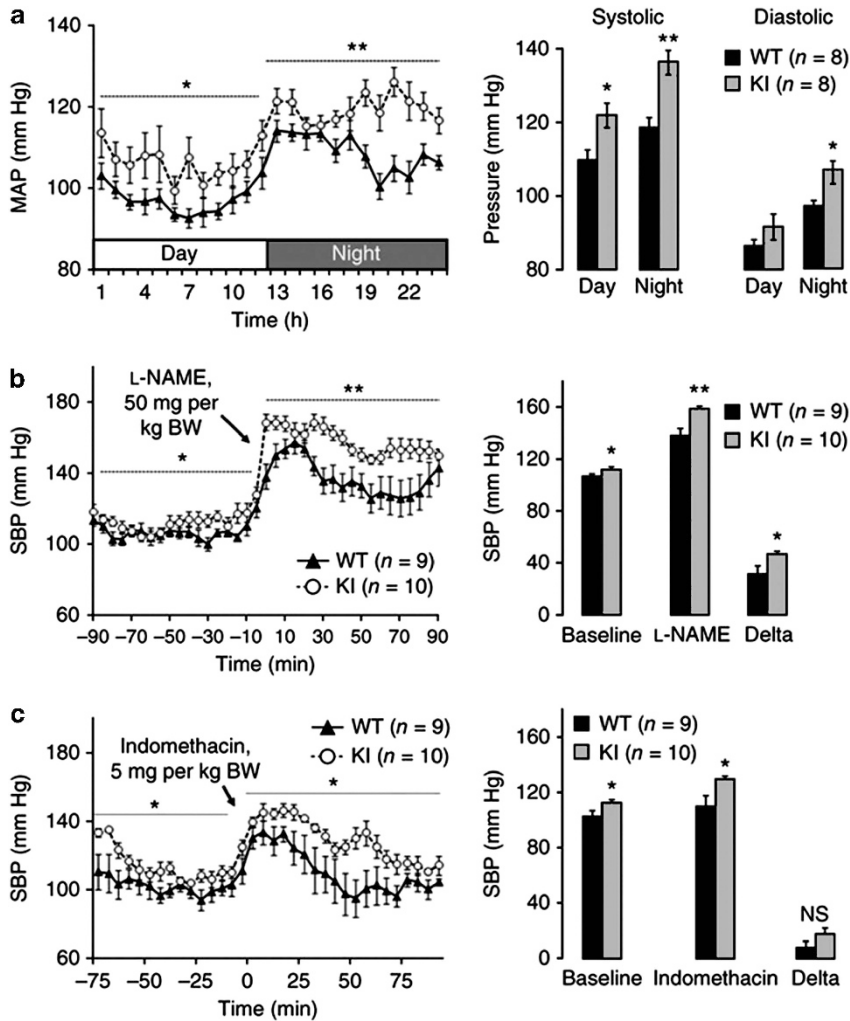 a
Systolic
Diastolic
140
120
100
80
MAP (mm Hg)
*
**
Day
Night
1
4
7
10
13
16
19
22
Time (h)
140
120
100
80
Pressure (mm Hg)
*
**
*
WT (n = 8)
KI (n = 8)
Day
Night
Day
Night
b
180
140
100
60
SBP (mm Hg)
L-NAME,
50 mg per
kg BW
*
**
WT (n = 9)
KI (n = 10)
–90
–70
–50
–30
–10
10
30
50
70
90
Time (min)
160
120
80
40
0
SBP (mm Hg)
*
**
*
WT (n = 9)
KI (n = 10)
Baseline
L-NAME
Delta
c
180
140
100
60
SBP (mm Hg)
Indomethacin,
5 mg per kg BW
WT (n = 9)
KI (n = 10)
*
*
–75
–50
–25
0
25
50
75
Time (min)
160
120
80
40
0
SBP (mm Hg)
WT (n = 9)
KI (n = 10)
*
*
NS
Baseline
Indomethacin
Delta